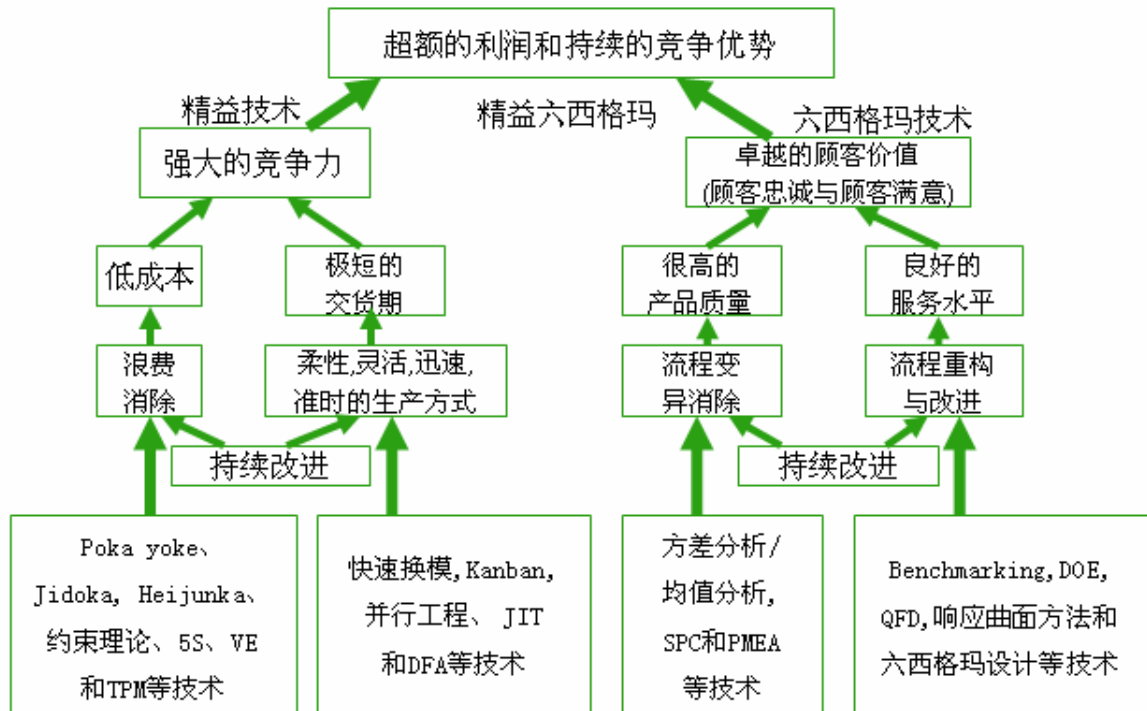 超额的利润和持续的竞争优势
精益技术
精益六西格玛
六西格玛技术
强大的竞争力
卓越的顾客价值
(顾客忠诚与顾客满意)
低成本
极短的
交货期
很高的
产品质量
良好的
服务水平
浪费
消除
柔性,灵活,迅速,
准时的生产方式
流程变
异消除
流程重构
与改进
持续改进
持续改进
Poka yoke、
Jidoka, Heijunka、
约束理论、5S、VE
和TPM等技术
快速换模,Kanban,
并行工程、 JIT
和DFA等技术
方差分析/
均值分析,
SPC和PMEA
等技术
Benchmarking,DOE,
QFD,响应曲面方法和
六西格玛设计等技术